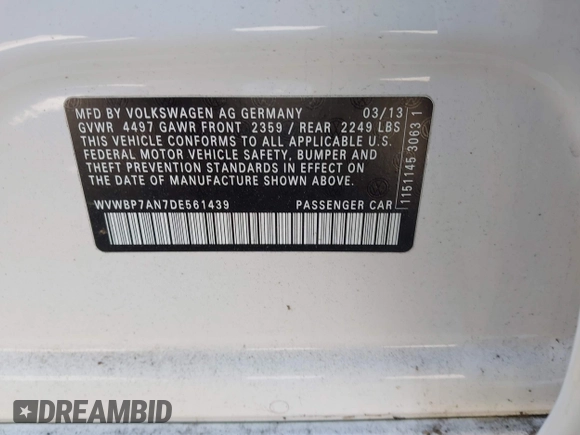 MFD BY VOLKSWAGEN AG GERMANY 03/13
GVWR 4497 GAWR FRONT 2359 / REAR 2249 LBS
THIS VEHICLE CONFORMS TO ALL APPLICABLE U.S.
FEDERAL MOTOR VEHICLE SAFETY, BUMPER AND
THEFT PREVENTION STANDARDS IN EFFECT ON
THE DATE OF MANUFACTURE SHOWN ABOVE.
WVWBP7AN7DE561439 PASSENGER CAR
1151145 3063 1
DREAMBID